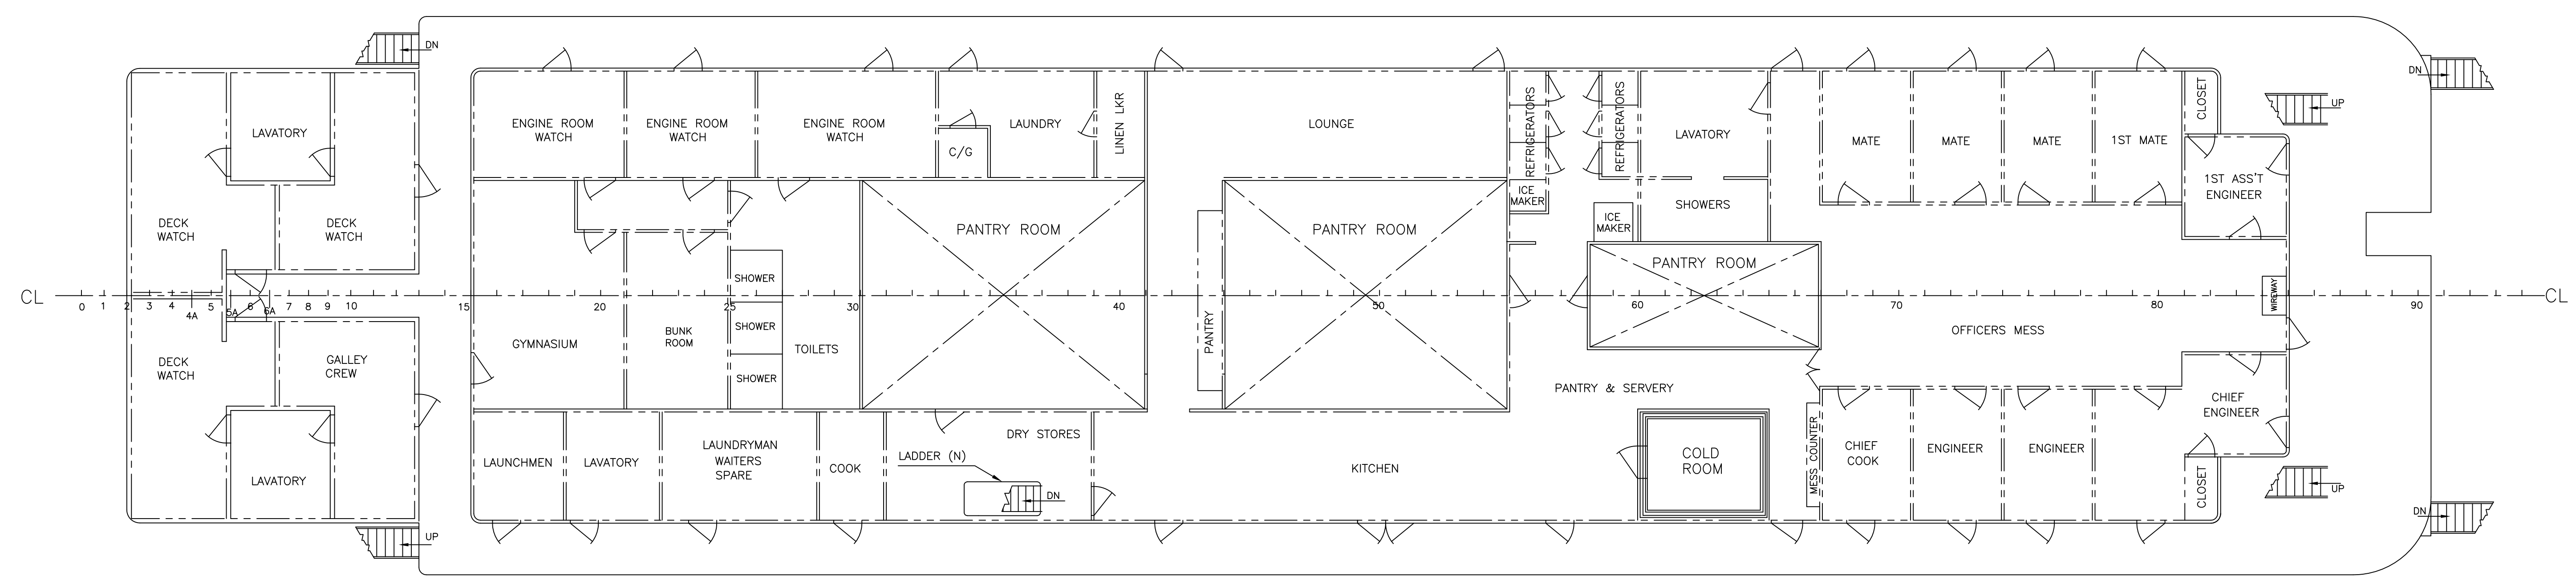 DN
DN
UP
LAVATORY
ENGINE ROOM
WATCH
ENGINE ROOM
WATCH
ENGINE ROOM
WATCH
C/G
LAUNDRY
LINEN LKR
LOUNGE
REFRIGERATORS
REFRIGERATORS
LAVATORY
MATE
MATE
MATE
1ST MATE
CLOSET
ICE
MAKER
ICE
MAKER
SHOWERS
1ST ASS'T
ENGINEER
DECK
WATCH
DECK
WATCH
PANTRY ROOM
PANTRY ROOM
PANTRY ROOM
SHOWER
SHOWER
SHOWER
WIREWAY
CL
0
1
2
3
4
4A
5
5A
6
6A
7
8
9
10
15
20
25
30
40
50
60
70
80
90
CL
DECK
WATCH
GALLEY
CREW
GYMNASIUM
BUNK
ROOM
TOILETS
PANTRY
PANTRY & SERVERY
OFFICERS MESS
CHIEF
ENGINEER
LAVATORY
LAUNCHMEN
LAVATORY
LAUNDRYMAN
WAITERS
SPARE
COOK
DRY STORES
LADDER (N)
DN
KITCHEN
COLD
ROOM
MESS COUNTER
CHIEF
COOK
ENGINEER
ENGINEER
CLOSET
UP
UP
DN